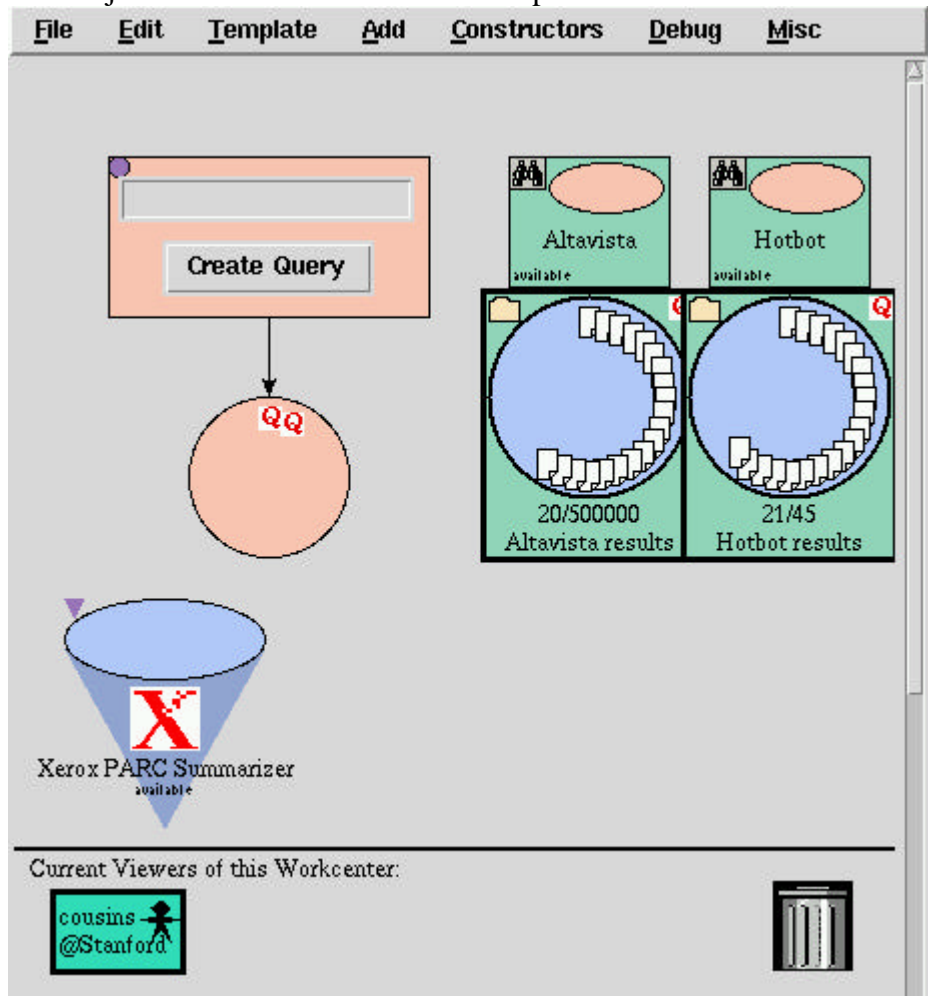 File Edit Template Add Constructors Debug Misc
Altavista
available
Hotbot
available
Create Query
Q
Q
Q Q
20/500000
Altavista results
21/45
Hotbot results
X
Xerox PARC Summarizer
available
Current Viewers of this Workcenter:
cousins
@Stanford